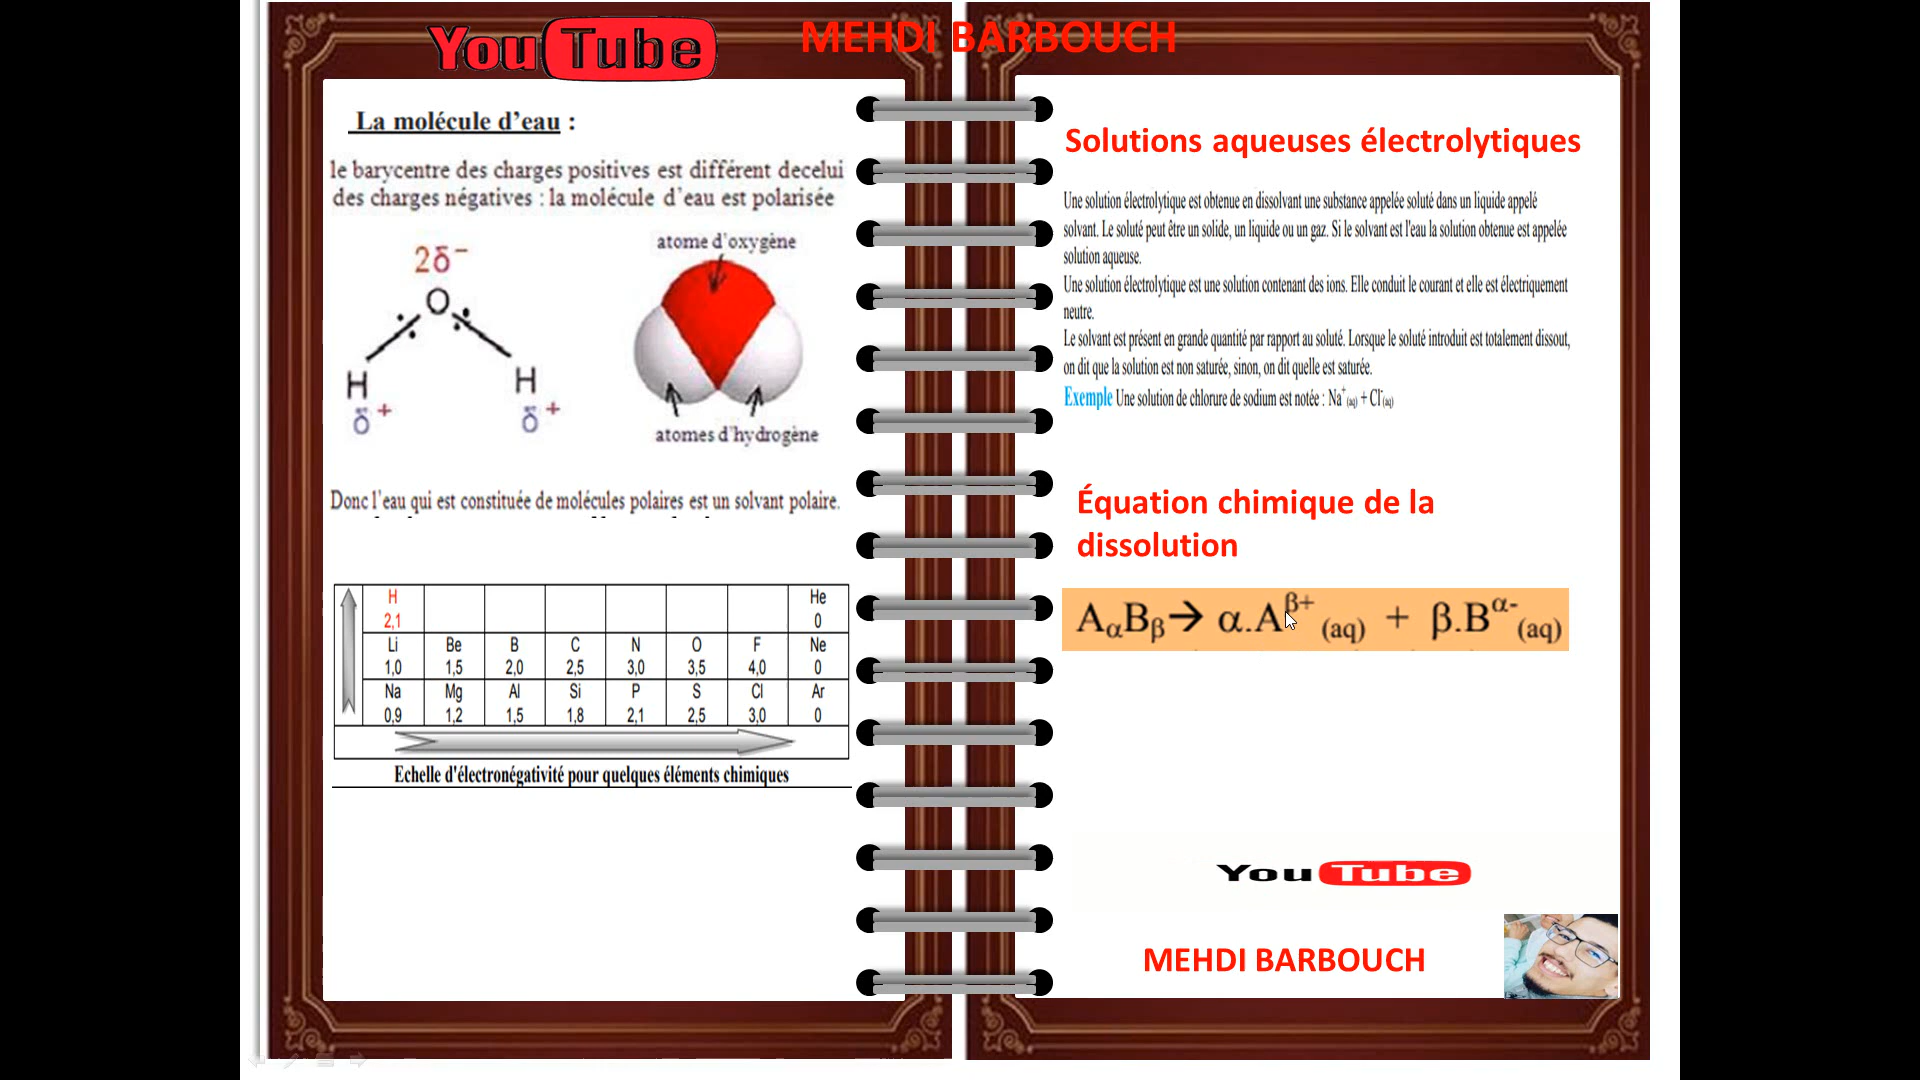 YouTube
MEHDI BARBOUCH
La molécule d'eau :
le barycentre des charges positives est différent decelui
des charges négatives : la molécule d'eau est polarisée
2δ−
O
H
δ+
H
δ+
atome d'oxygène
atomes d'hydrogène
Donc l'eau qui est constituée de molécules polaires est un solvant polaire.
H He
2,1 0
Li Be B C N O F Ne
1,0 1,5 2,0 2,5 3,0 3,5 4,0 0
Na Mg Al Si P S Cl Ar
0,9 1,2 1,5 1,8 2,1 2,5 3,0 0
Echelle d'électronégativité pour quelques éléments chimiques
Solutions aqueuses électrolytiques
Une solution électrolytique est obtenue en dissolvant une substance appelée soluté dans un liquide appelé
solvant. Le soluté peut être un solide, un liquide ou un gaz. Si le solvant est l'eau la solution obtenue est appelée
solution aqueuse.
Une solution électrolytique est une solution contenant des ions. Elle conduit le courant et elle est électriquement
neutre.
Le solvant est présent en grande quantité par rapport au soluté. Lorsque le soluté introduit est totalement dissout,
on dit que la solution est non saturée, sinon, on dit quelle est saturée.
Exemple Une solution de chlorure de sodium est notée : Na+(aq) + Cl-(aq)
Équation chimique de la
dissolution
AαBβ→ α.Aβ+(aq) + β.Bα-(aq)
YouTube
MEHDI BARBOUCH